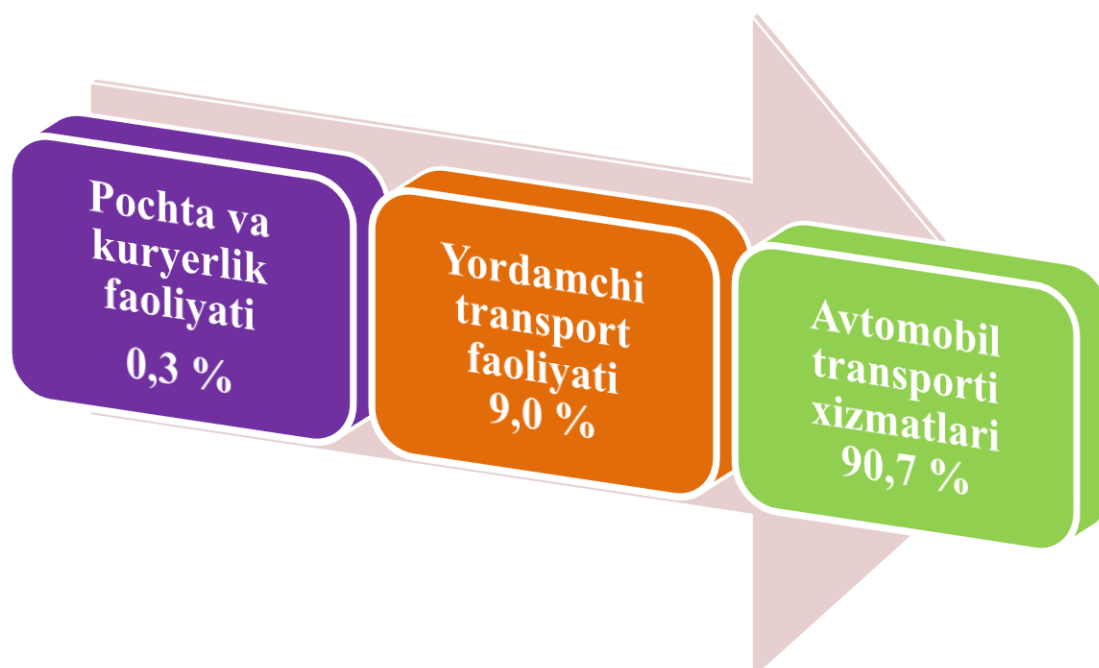 Pochta va
kuryerlik
faoliyati
0,3 %
Yordamchi
transport
faoliyati
9,0 %
Avtomobil
transporti
xizmatlari
90,7 %